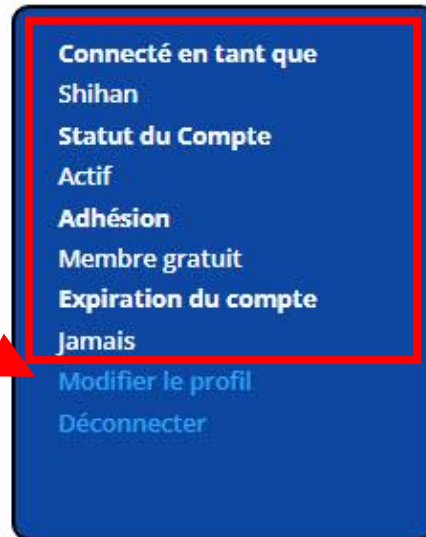 Connecté en tant que
Shihan
Statut du Compte
Actif
Adhésion
Membre gratuit
Expiration du compte
Jamais
Modifier le profil
Déconnecter